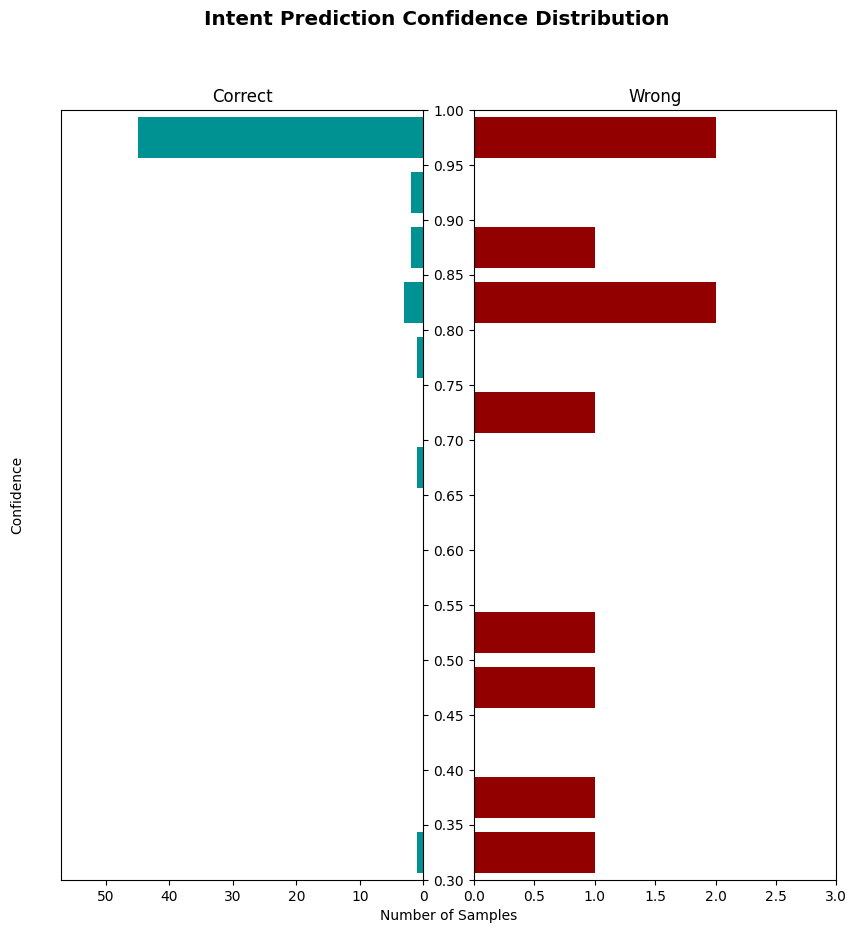 Intent Prediction Confidence Distribution
Correct
Wrong
1.00
0.95
0.90
0.85
0.80
0.75
0.70
0.65
0.60
0.55
0.50
0.45
0.40
0.35
0.30
Confidence
50 40 30 20 10 0
0.0 0.5 1.0 1.5 2.0 2.5 3.0
Number of Samples